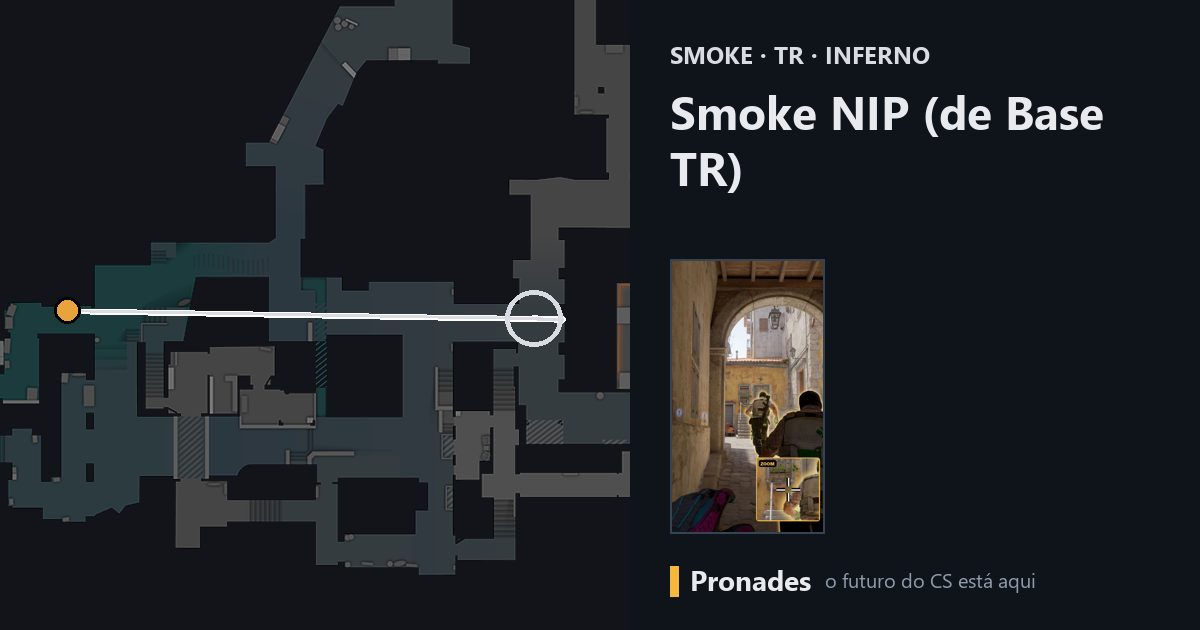 SMOKE · TR · INFERNO
Smoke NIP (de Base
TR)
ZOOM
Pronades o futuro do CS está aqui